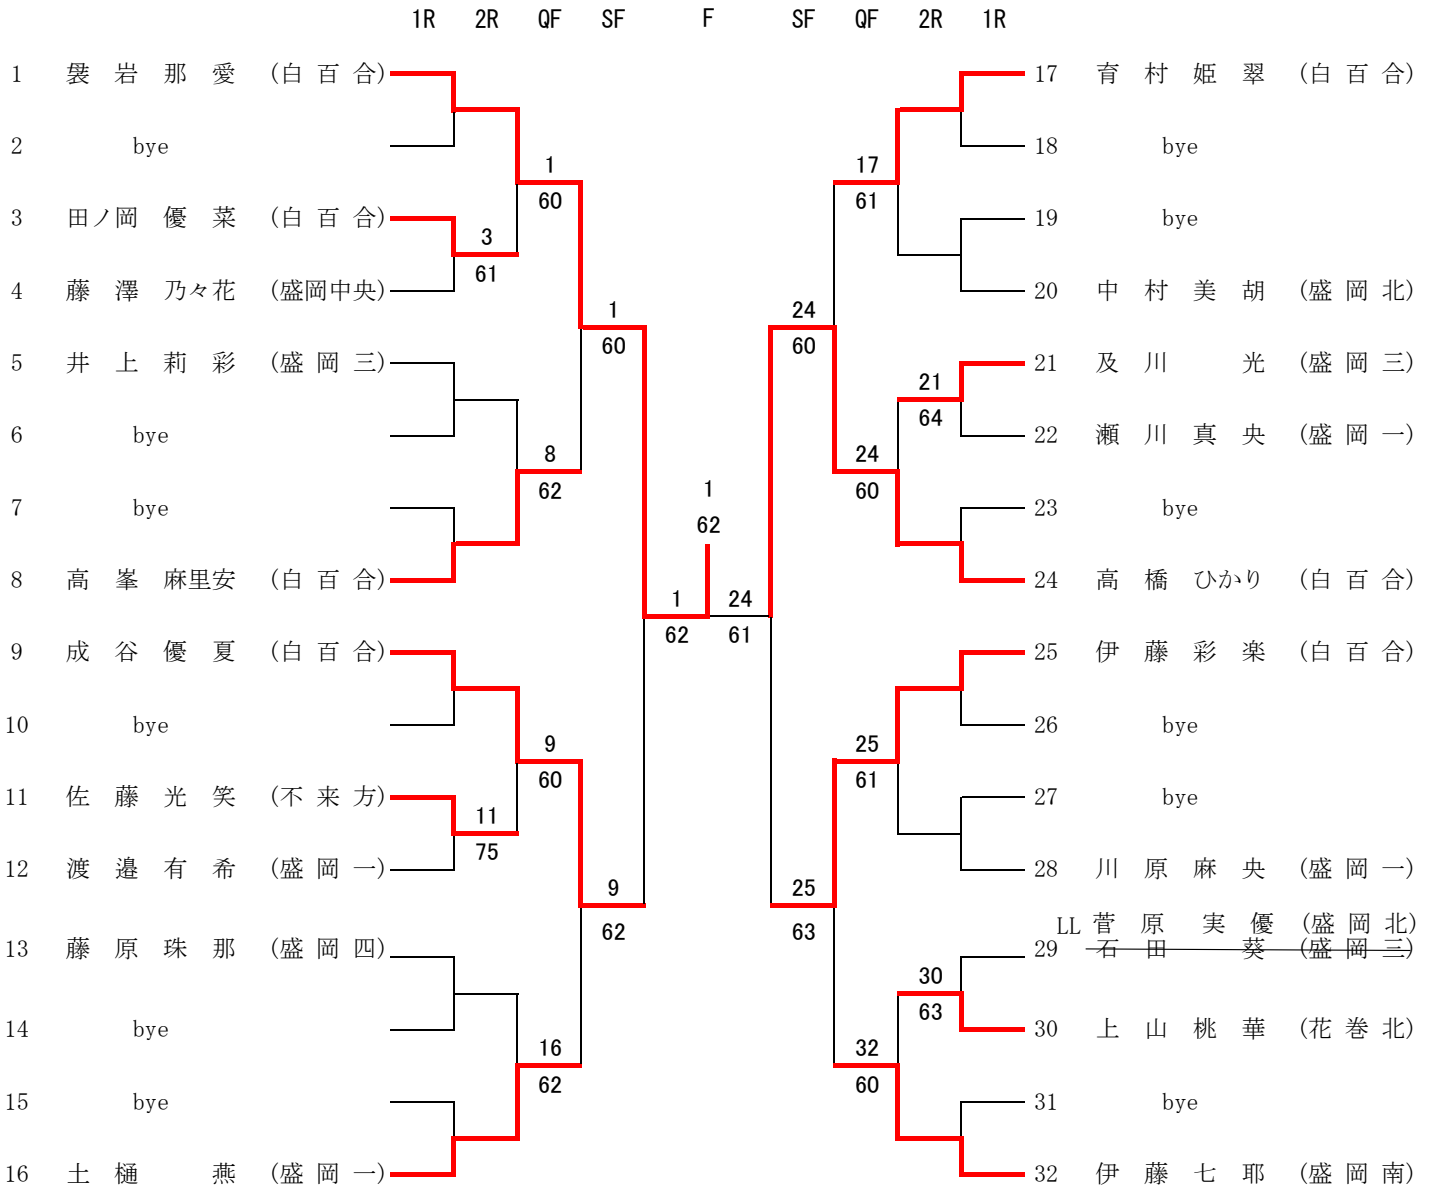 1R 2R QF SF F SF QF 2R 1R
1 袰岩那愛 (白百合) 17 育村姫翠 (白百合)
2 bye 18 bye
1 17
60 61
3 田ノ岡優菜 (白百合) 19 bye
3
61
4 藤澤乃々花 (盛岡中央) 20 中村美胡 (盛岡北)
1 24
60 60
5 井上莉彩 (盛岡三) 21 及川光 (盛岡三)
21
64
6 bye 22 瀬川真央 (盛岡一)
8 24
62 60
1
7 bye 23 bye
62
8 高峯麻里安 (白百合) 24 高橋ひかり (白百合)
1 24
62 61
9 成谷優夏 (白百合) 25 伊藤彩楽 (白百合)
10 bye 26 bye
9 25
60 61
11 佐藤光笑 (不来方) 27 bye
11
75
12 渡邉有希 (盛岡一) 28 川原麻央 (盛岡一)
9 25
LL 菅原実優 (盛岡北)
62 63
13 藤原珠那 (盛岡四) 29 石田葵 (盛岡三)
30
63
14 bye 30 上山桃華 (花巻北)
16 32
62 60
15 bye 31 bye
16 土樋燕 (盛岡一) 32 伊藤七耶 (盛岡南)